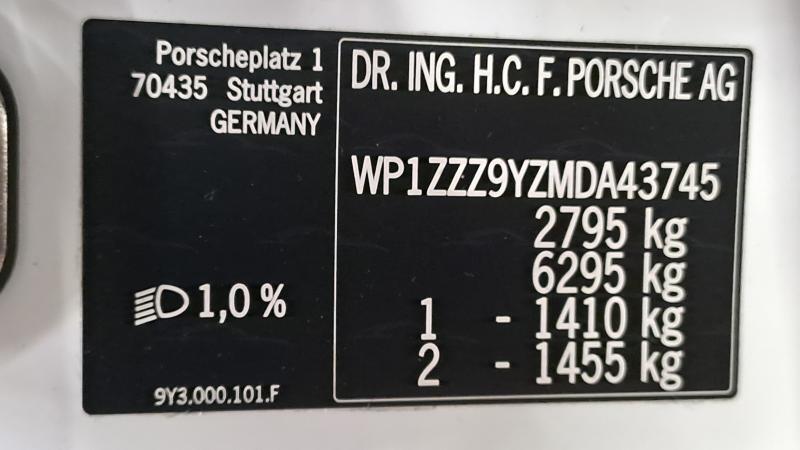 Porscheplatz 1
70435 Stuttgart
GERMANY
1,0 %
9Y3.000.101.F
DR. ING. H.C. F. PORSCHE AG
WP1ZZZ9YZMDA43745
2795 kg
6295 kg
1 - 1410 kg
2 - 1455 kg